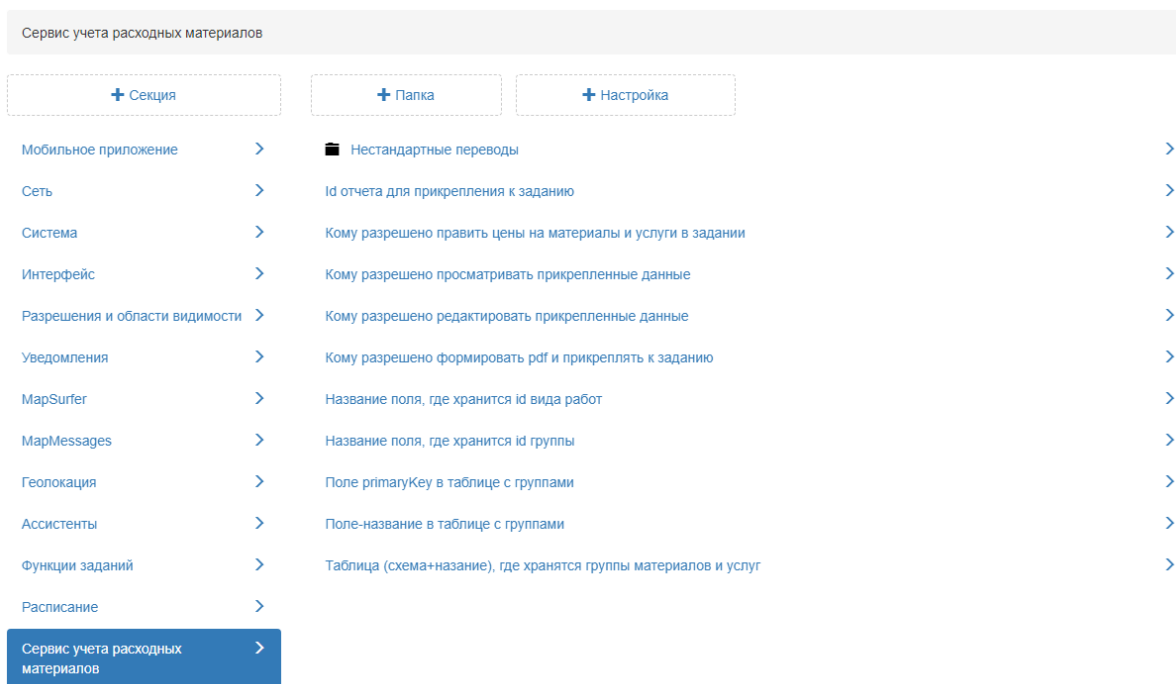 Сервис учета расходных материалов
+ Секция
+ Папка
+ Настройка
Мобильное приложение
Сеть
Система
Интерфейс
Разрешения и области видимости
Уведомления
MapSurfer
MapMessages
Геолокация
Ассистенты
Функции заданий
Расписание
Сервис учета расходных
материалов
Нестандартные переводы
Id отчета для прикрепления к заданию
Кому разрешено править цены на материалы и услуги в задании
Кому разрешено просматривать прикрепленные данные
Кому разрешено редактировать прикрепленные данные
Кому разрешено формировать pdf и прикреплять к заданию
Название поля, где хранится id вида работ
Название поля, где хранится id группы
Поле primaryKey в таблице с группами
Поле-название в таблице с группами
Таблица (схема+назание), где хранятся группы материалов и услуг